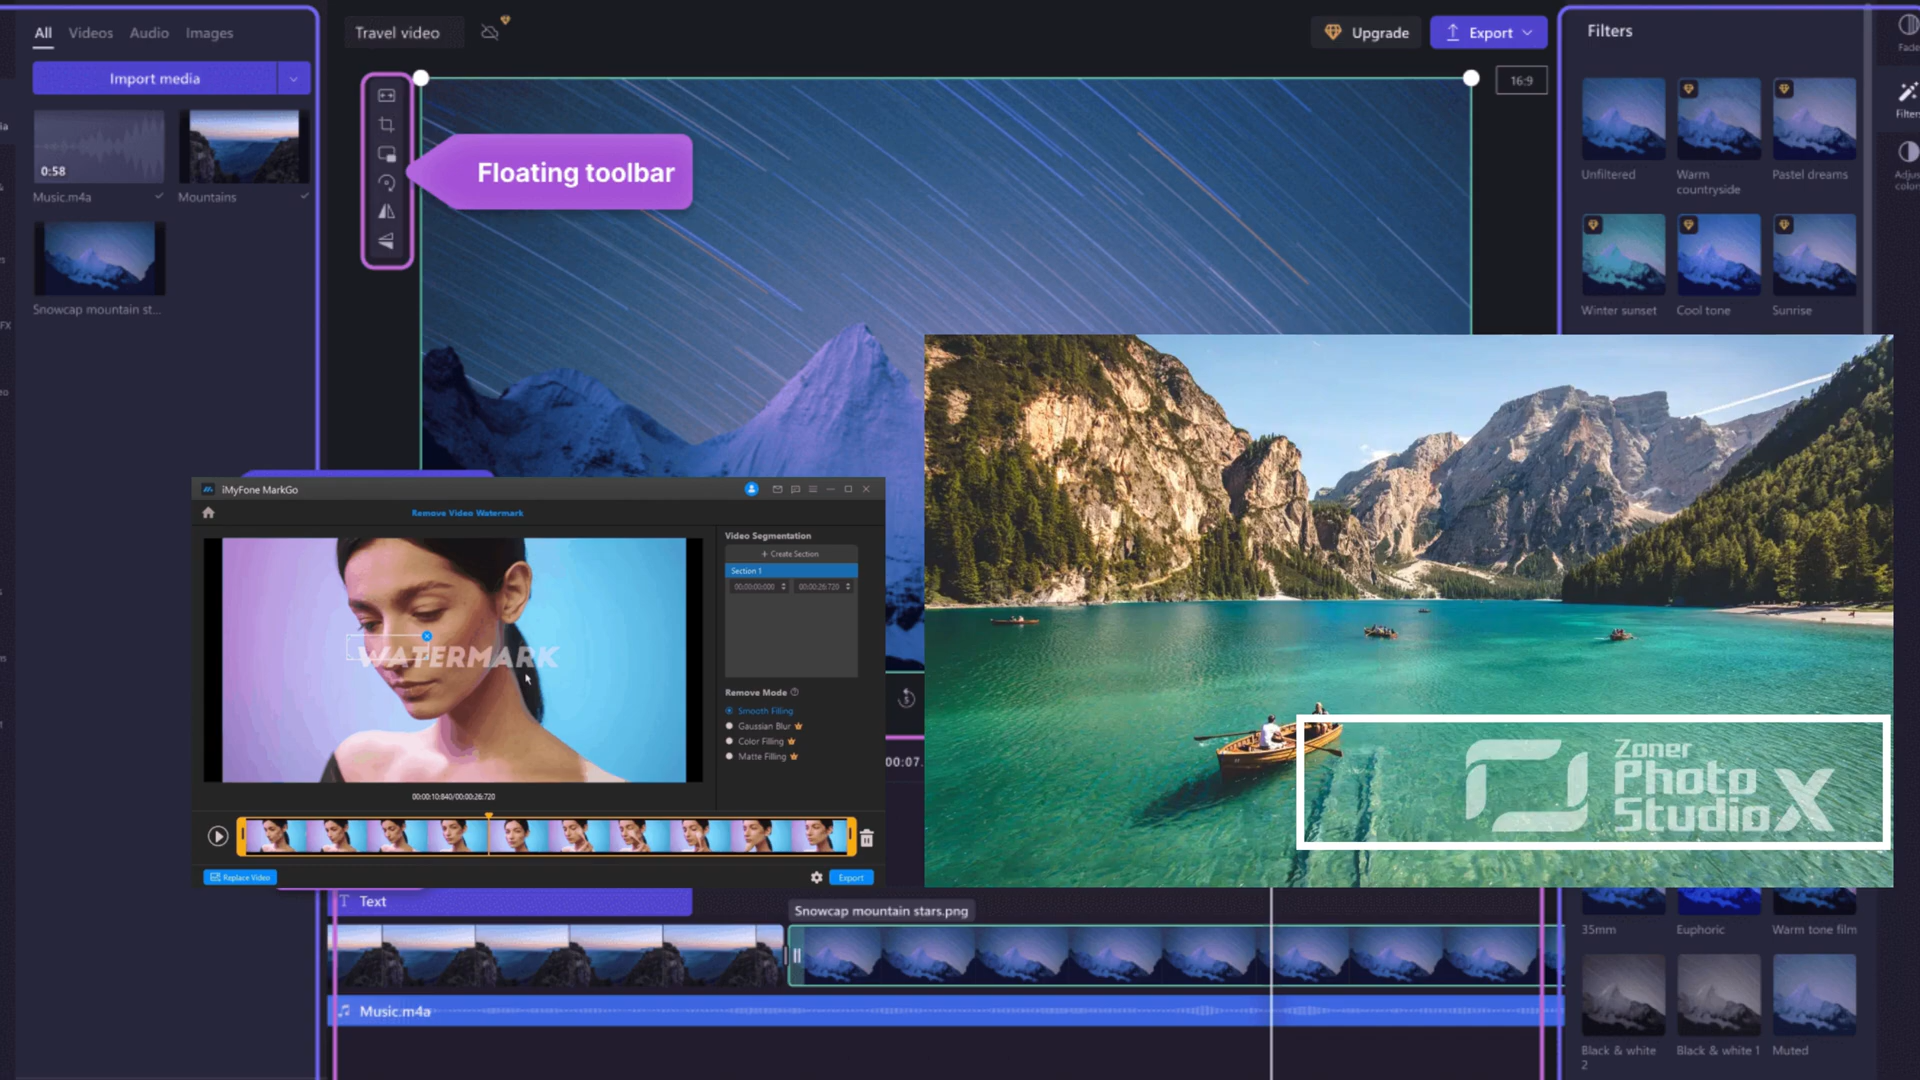 All Videos Audio Images
Import media
0:58
Music.m4a
Mountains
Snowcap mountain st...
FX
Travel video
Upgrade
Export
16:9
Floating toolbar
Filters
Fade
Filters
Unfiltered
Warm
countryside
Pastel dreams
Winter sunset
Cool tone
Sunrise
iMyFone MarkGo
Remove Video Watermark
WATERMARK
Video Segmentation
+ Create Section
Section 1
00:00:00:000
00:00:26:720
Remove Mode
Smooth Filling
Gaussian Blur
Color Filling
Matte Filling
00:00:10:840/00:00:26:720
Replace Video
Export
00:07.
Zoner
Photo
Studio X
Text
Snowcap mountain stars.png
Music.m4a
35mm
Euphoric
Warm tone film
Black & white
2
Black & white 1
Muted